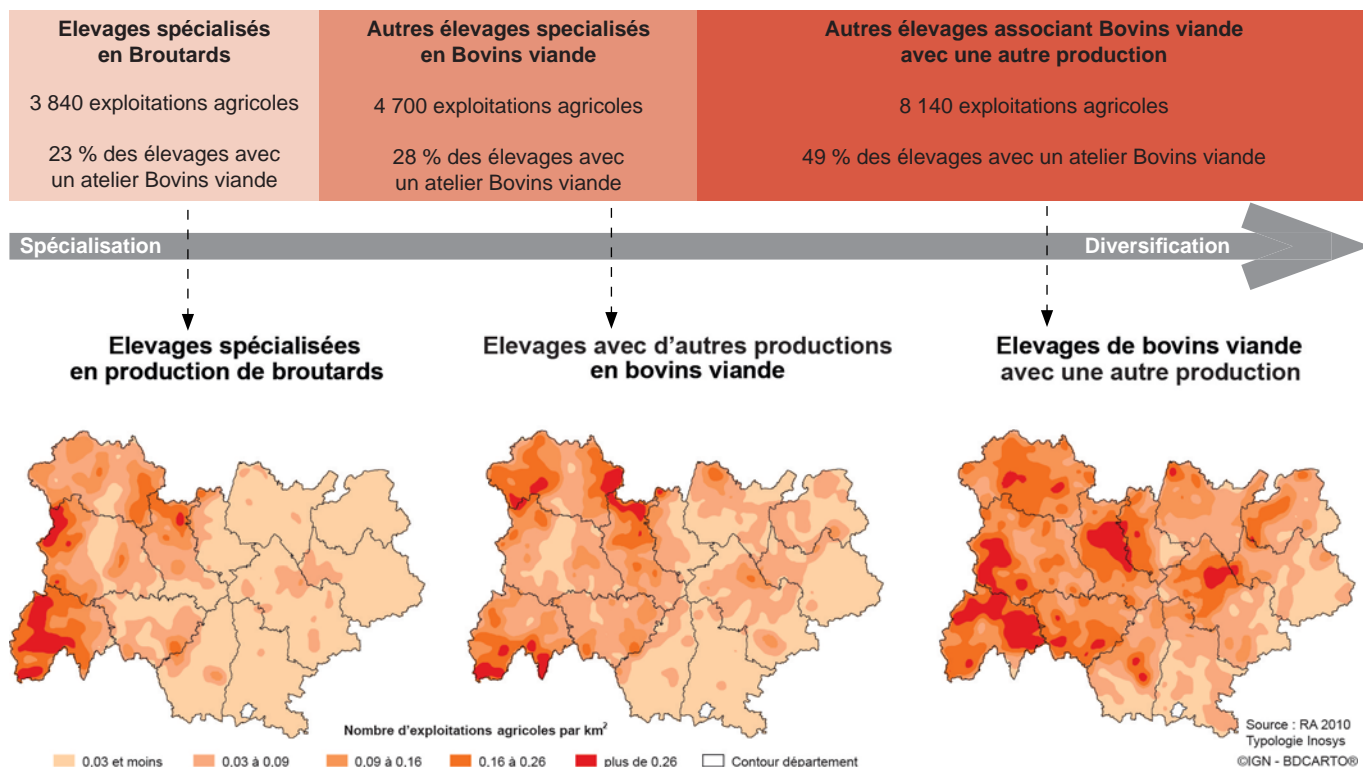 Elevages spécialisés
en Broutards
3 840 exploitations agricoles
23 % des élevages avec
un atelier Bovins viande
Autres élevages specialisés
en Bovins viande
4 700 exploitations agricoles
28 % des élevages avec
un atelier Bovins viande
Autres élevages associant Bovins viande
avec une autre production
8 140 exploitations agricoles
49 % des élevages avec un atelier Bovins viande
Spécialisation
Diversification
Elevages spécialisées
en production de broutards
Elevages avec d'autres productions
en bovins viande
Elevages de bovins viande
avec une autre production
Nombre d'exploitations agricoles par km²
0,03 et moins
0,03 à 0,09
0,09 à 0,16
0,16 à 0,26
plus de 0,26
Contour département
Source : RA 2010
Typologie Inosys
©IGN - BDCARTO®